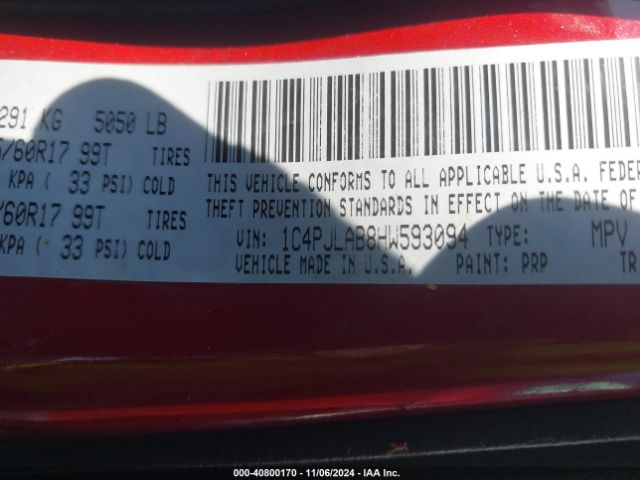 291 KG 5050 LB
/60R17 99T TIRES
KPA ( 33 PSI) COLD
/60R17 99T TIRES
KPA ( 33 PSI) COLD
THIS VEHICLE CONFORMS TO ALL APPLICABLE U.S.A. FEDER
THEFT PREVENTION STANDARDS IN EFFECT ON THE DATE OF
VIN: 1C4PJLAB8HW593094 TYPE: MPV
VEHICLE MADE IN U.S.A. PAINT: PRP TR
000-40800170 - 11/06/2024 - IAA Inc.